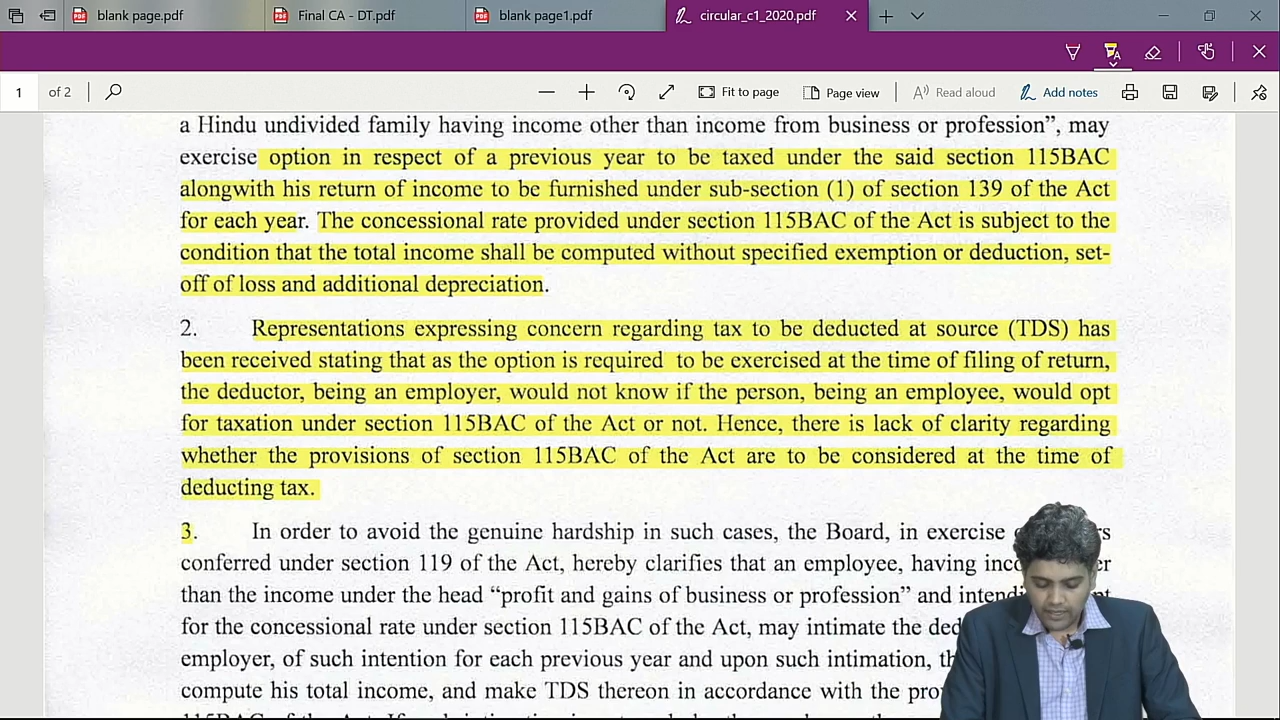 blank page.pdf
Final CA - DT.pdf
blank page1.pdf
circular_c1_2020.pdf
1 of 2
Fit to page
Page view
Read aloud
Add notes
a Hindu undivided family having income other than income from business or profession”, may
exercise option in respect of a previous year to be taxed under the said section 115BAC
alongwith his return of income to be furnished under sub-section (1) of section 139 of the Act
for each year. The concessional rate provided under section 115BAC of the Act is subject to the
condition that the total income shall be computed without specified exemption or deduction, set-
off of loss and additional depreciation.
2. Representations expressing concern regarding tax to be deducted at source (TDS) has
been received stating that as the option is required to be exercised at the time of filing of return,
the deductor, being an employer, would not know if the person, being an employee, would opt
for taxation under section 115BAC of the Act or not. Hence, there is lack of clarity regarding
whether the provisions of section 115BAC of the Act are to be considered at the time of
deducting tax.
3. In order to avoid the genuine hardship in such cases, the Board, in exercise
conferred under section 119 of the Act, hereby clarifies that an employee, having
than the income under the head “profit and gains of business or profession” and
for the concessional rate under section 115BAC of the Act, may intimate the
employer, of such intention for each previous year and upon such intimation,
compute his total income, and make TDS thereon in accordance with the